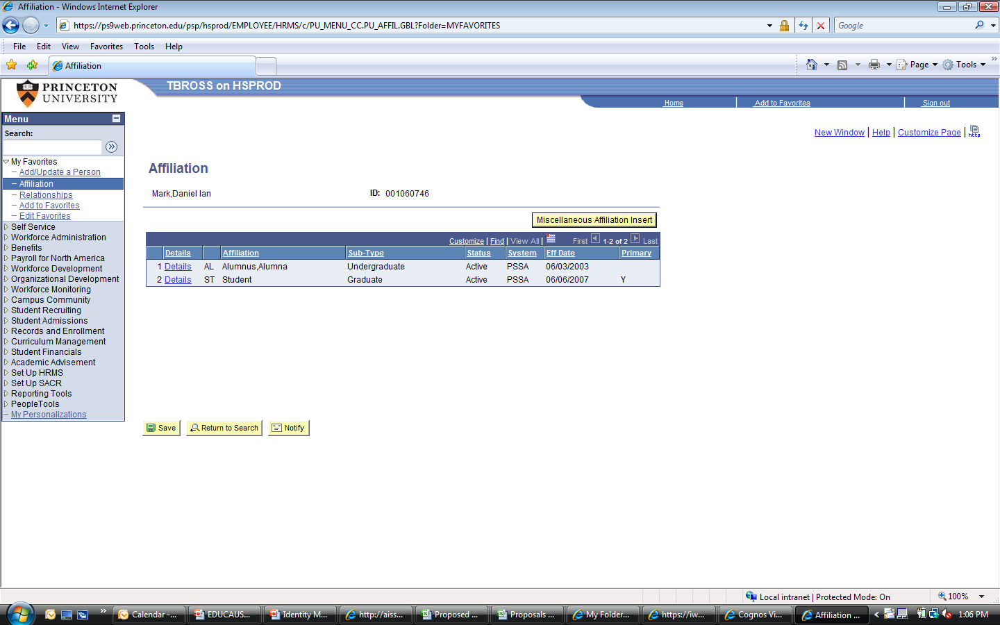 Affiliation - Windows Internet Explorer
https://ps9web.princeton.edu/psp/hsprod/EMPLOYEE/HRMS/c/PU_MENU_CC.PU_AFFIL.GBL?Folder=MYFAVORITES
Google
File Edit View Favorites Tools Help
Affiliation
Page Tools
PRINCETON UNIVERSITY
TBROSS on HSPROD
Home Add to Favorites Sign out
New Window | Help | Customize Page | http
Menu
Search:
My Favorites
Add/Update a Person
Affiliation
Relationships
Add to Favorites
Edit Favorites
Self Service
Workforce Administration
Benefits
Payroll for North America
Workforce Development
Organizational Development
Workforce Monitoring
Campus Community
Student Recruiting
Student Admissions
Records and Enrollment
Curriculum Management
Student Financials
Academic Advisement
Set Up HRMS
Set Up SACR
Reporting Tools
PeopleTools
My Personalizations
Affiliation
Mark,Daniel Ian ID: 001060746
Miscellaneous Affiliation Insert
Customize | Find | View All | First 1-2 of 2 Last
Details Affiliation Sub-Type Status System Eff Date Primary
1 Details AL Alumnus,Alumna Undergraduate Active PSSA 06/03/2003
2 Details ST Student Graduate Active PSSA 06/06/2007 Y
Save Return to Search Notify
Local intranet | Protected Mode: On 100%
Calendar -... EDUCAUS... Identity M... http://aiss... Proposed ... Proposals ... My Folder... https://iw... Cognos Vi... Affiliation ... 1:06 PM